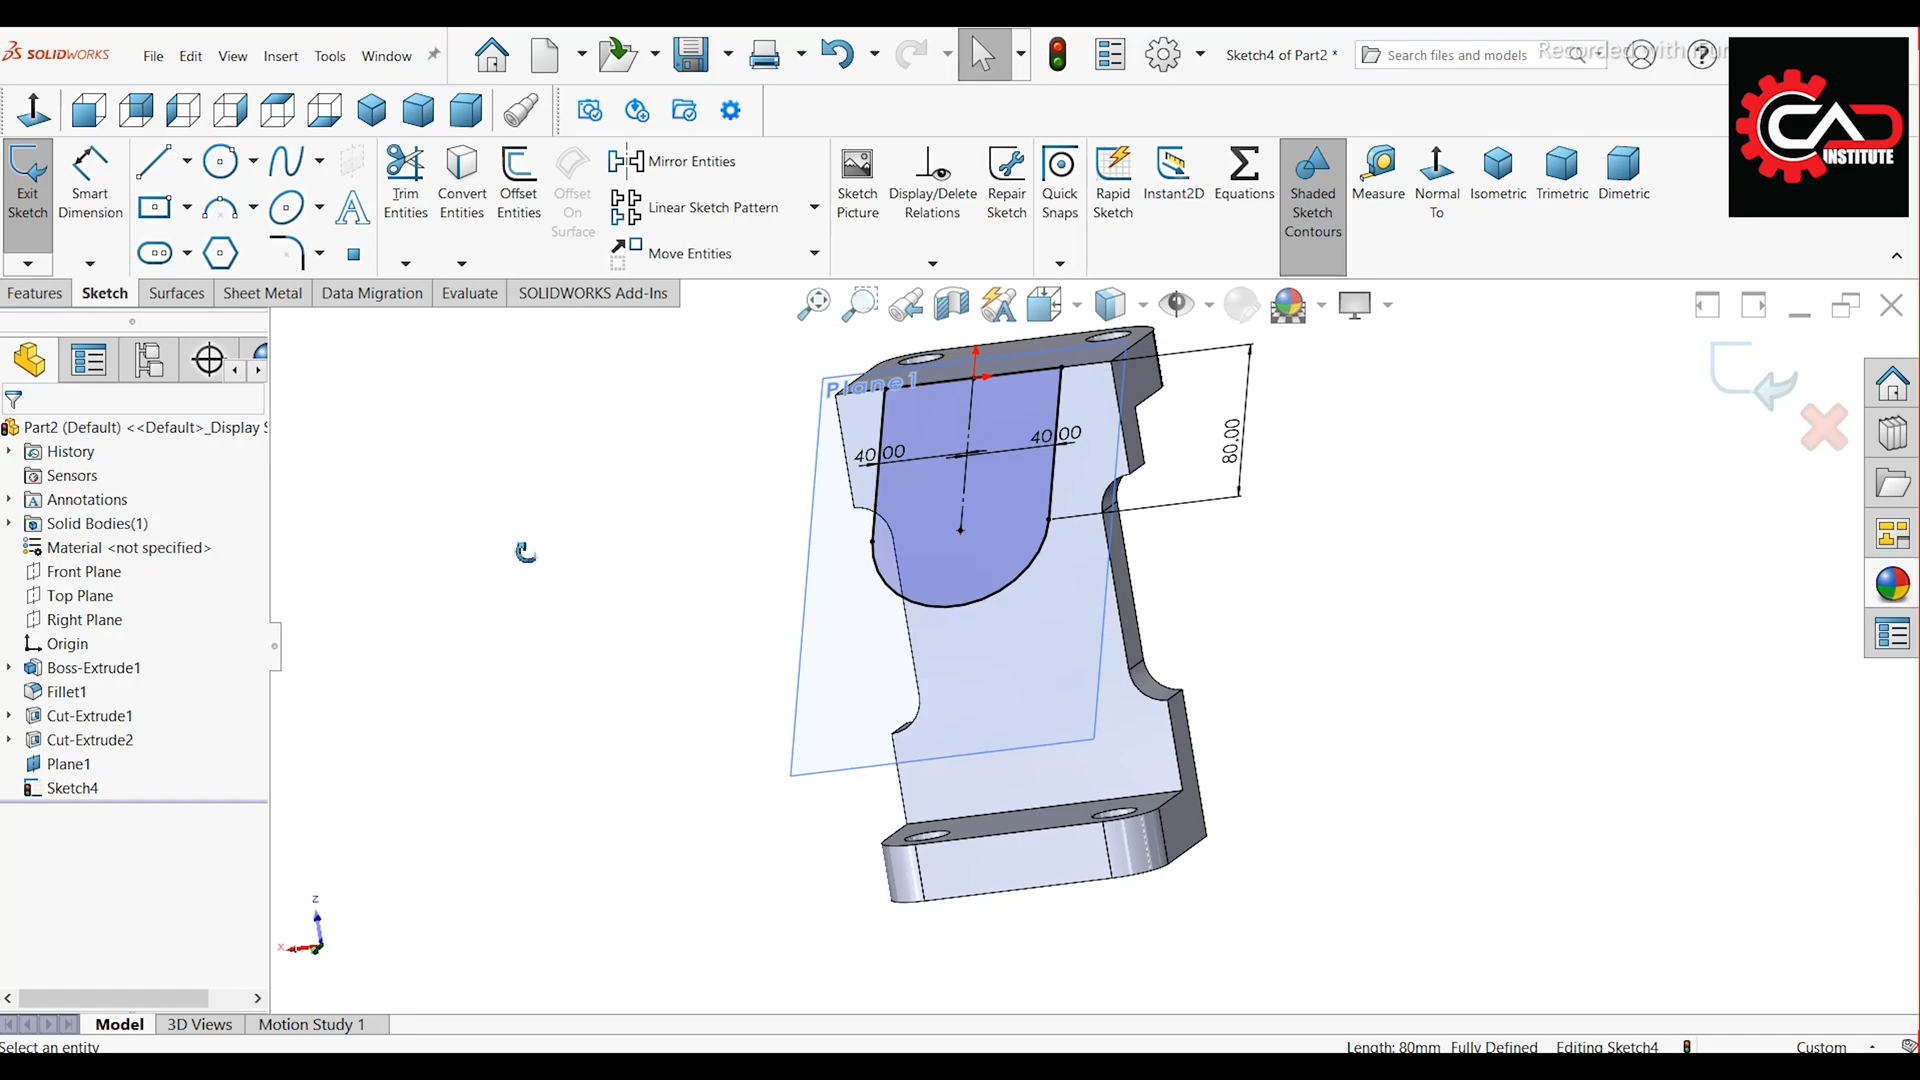 SOLIDWORKS
File Edit View Insert Tools Window
Sketch4 of Part2 *
Search files and models
Recorded with
CAD
INSTITUTE
Exit Sketch
Smart Dimension
Trim Entities
Convert Entities
Offset Entities
Offset On Surface
Mirror Entities
Linear Sketch Pattern
Move Entities
Sketch Picture
Display/Delete Relations
Repair Sketch
Quick Snaps
Rapid Sketch
Instant2D
Equations
Shaded Sketch Contours
Measure
Normal To
Isometric
Trimetric
Dimetric
Features Sketch Surfaces Sheet Metal Data Migration Evaluate SOLIDWORKS Add-Ins
Part2 (Default) <<Default>_Display S
History
Sensors
Annotations
Solid Bodies(1)
Material <not specified>
Front Plane
Top Plane
Right Plane
Origin
Boss-Extrude1
Fillet1
Cut-Extrude1
Cut-Extrude2
Plane1
Sketch4
Plane1
40.00
40.00
80.00
z
x
Model 3D Views Motion Study 1
Select an entity
Length: 80mm Fully Defined Editing Sketch4 Custom